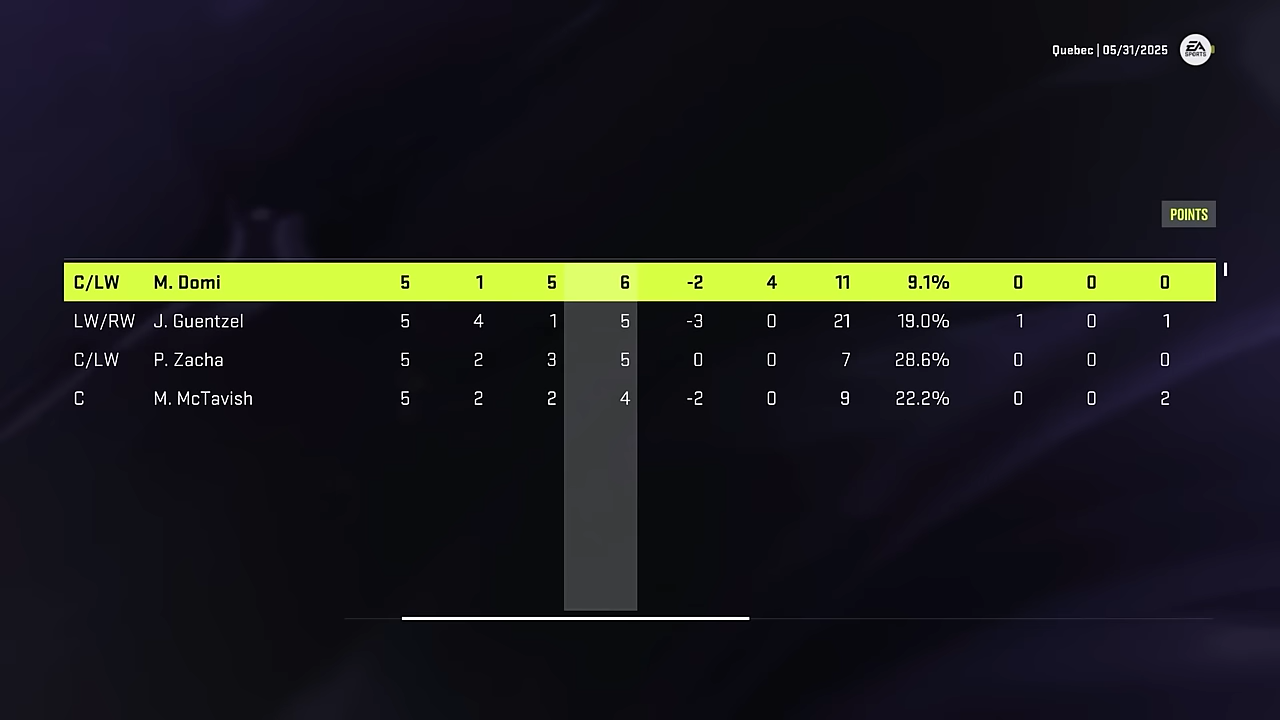 Quebec | 05/31/2025 EA SPORTS
POINTS
C/LW M. Domi 5 1 5 6 -2 4 11 9.1% 0 0 0
LW/RW J. Guentzel 5 4 1 5 -3 0 21 19.0% 1 0 1
C/LW P. Zacha 5 2 3 5 0 0 7 28.6% 0 0 0
C M. McTavish 5 2 2 4 -2 0 9 22.2% 0 0 2